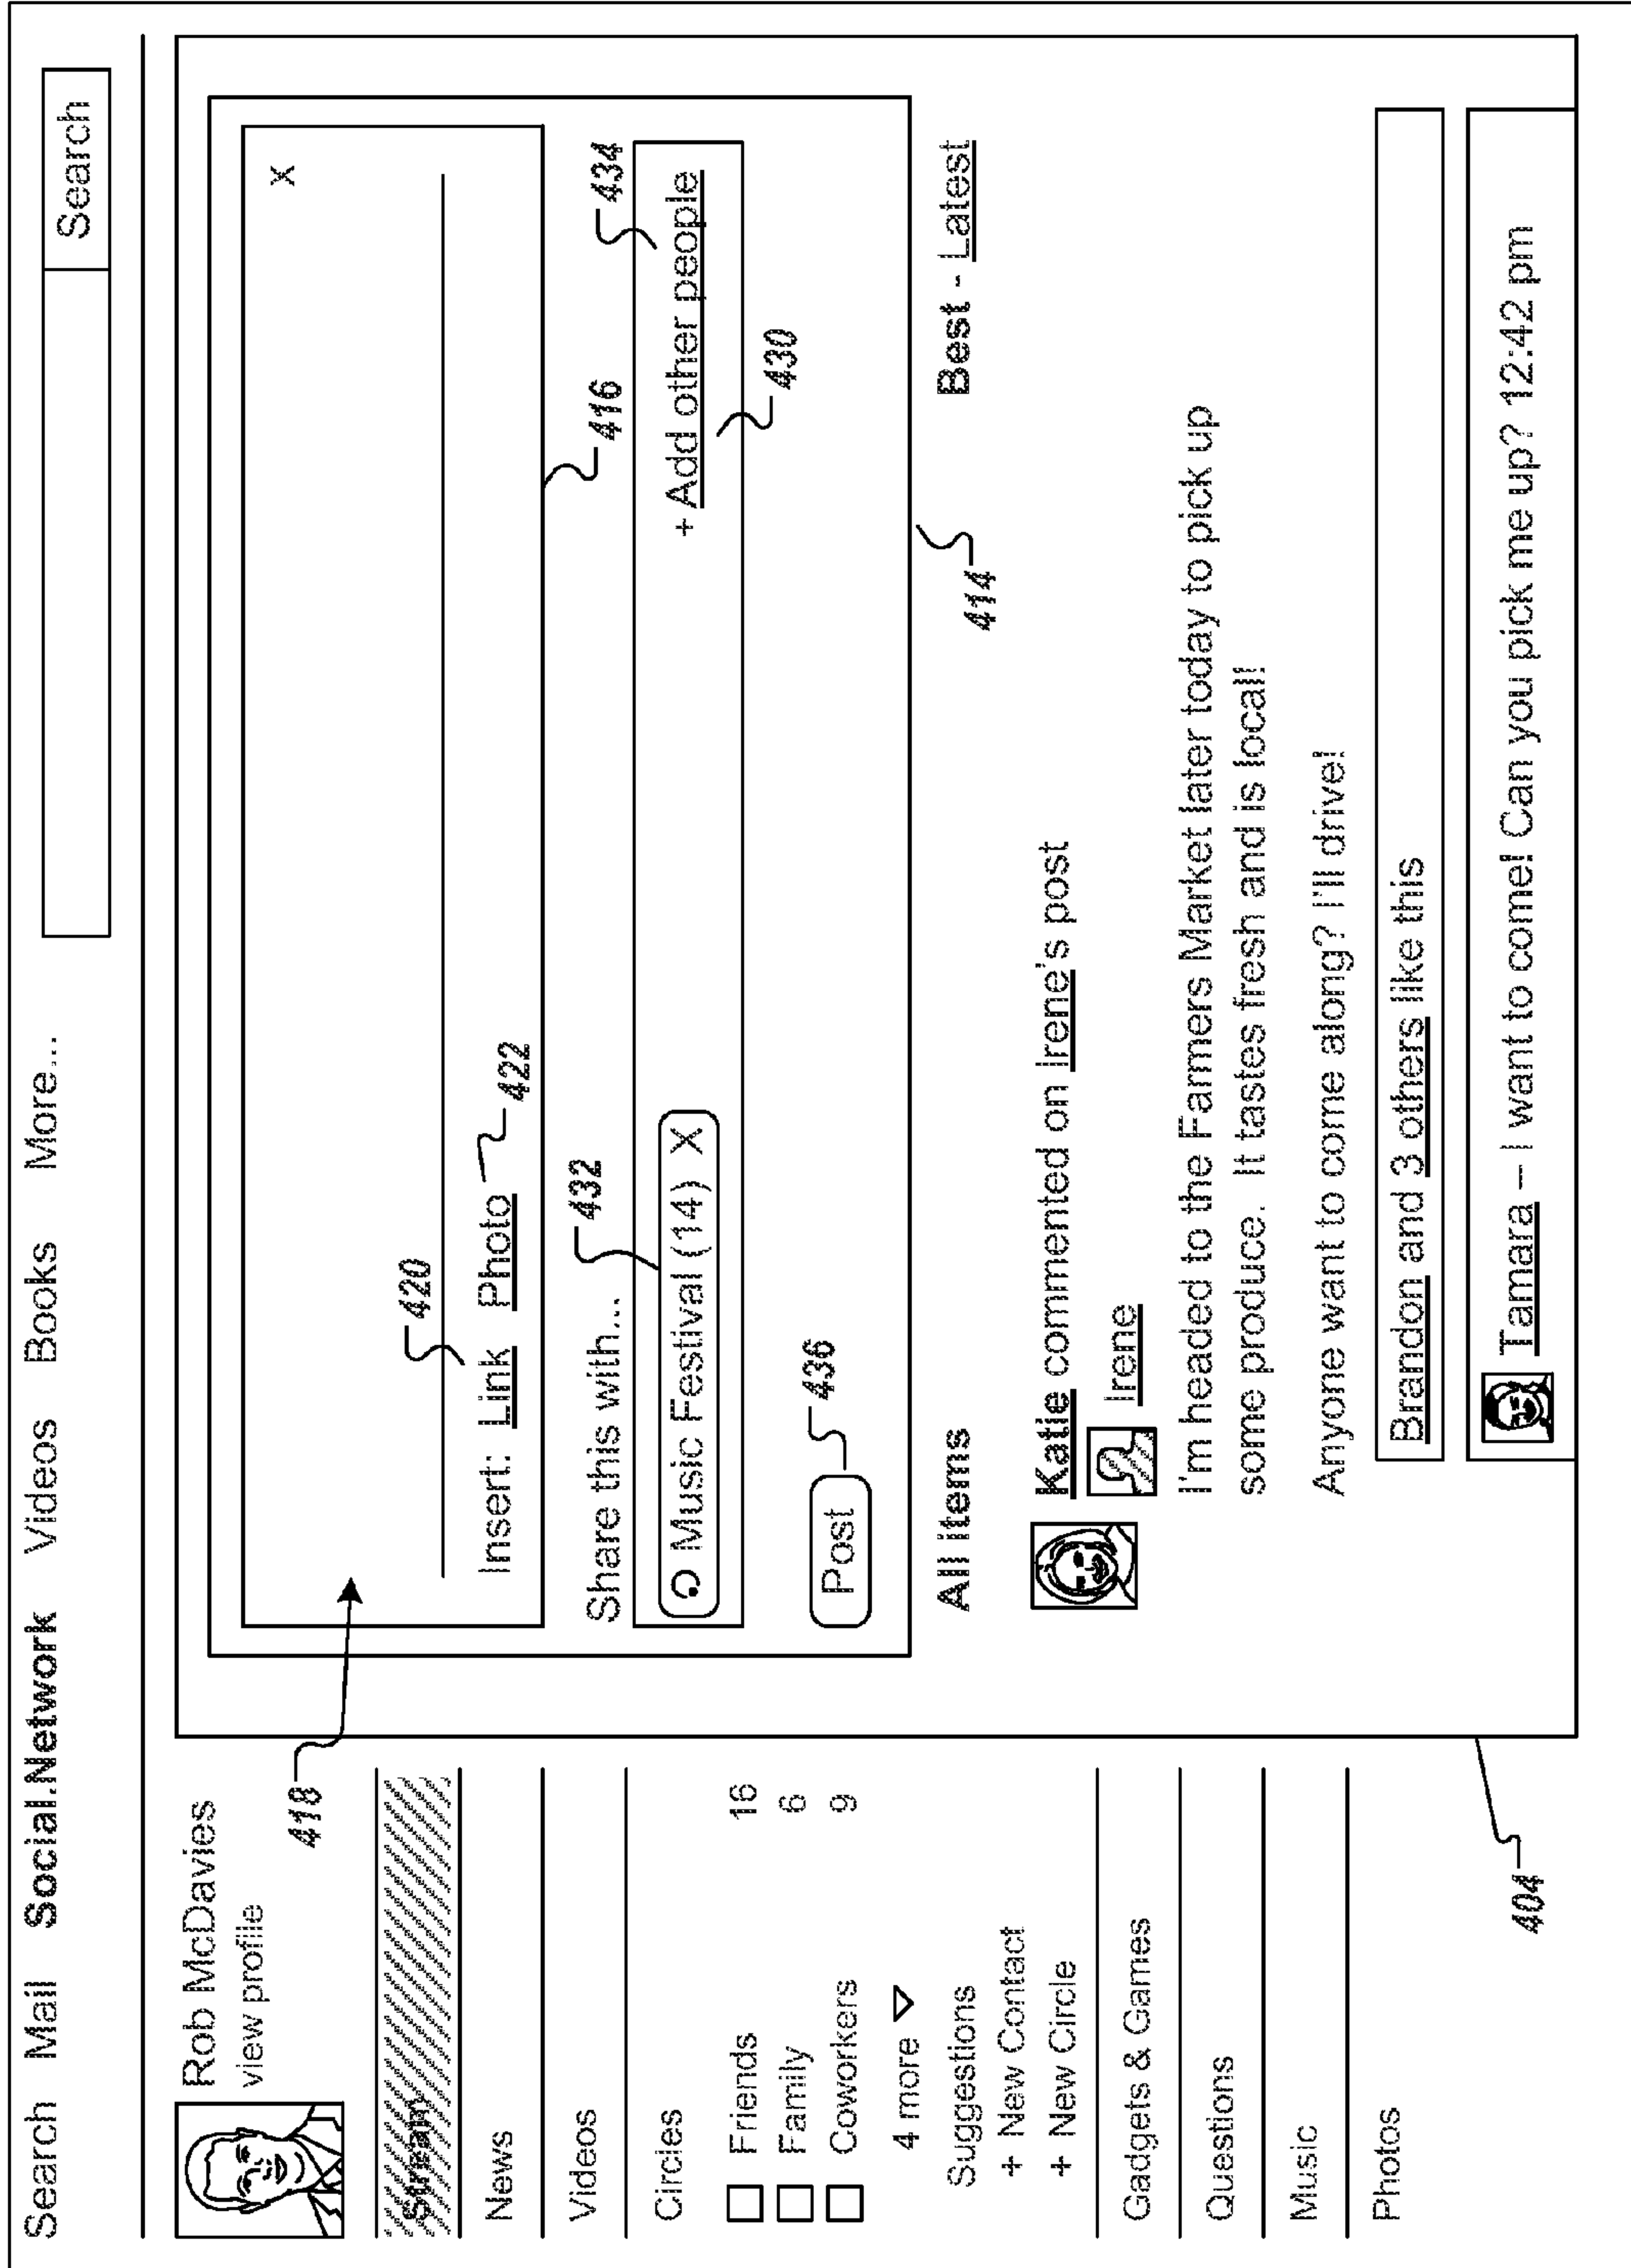 Search Mail Social.Network Videos Books More...
Search
Rob McDavies
view profile
Stream
News
Videos
Circles
Friends 16
Family 6
Coworkers 9
4 more
Suggestions
+ New Contact
+ New Circle
Gadgets & Games
Questions
Music
Photos
418
404
X
420
Insert: Link Photo
422
416
Share this with...
432
434
Music Festival (14) X
+ Add other people
430
Post
436
414
All items
Best - Latest
Katie commented on Irene's post
Irene
I'm headed to the Farmers Market later today to pick up
some produce. It tastes fresh and is local!
Anyone want to come along? I'll drive!
Brandon and 3 others like this
Tamara – I want to come! Can you pick me up? 12:42 pm